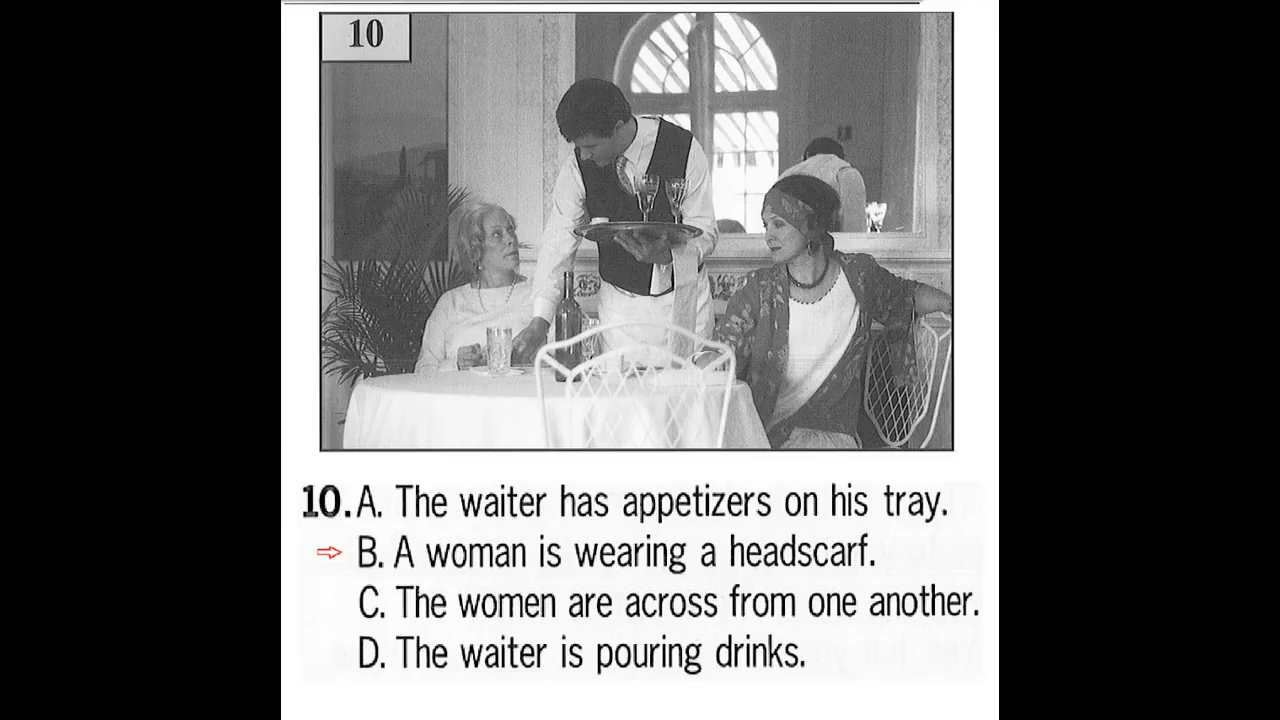 10
10. A. The waiter has appetizers on his tray.
⇨ B. A woman is wearing a headscarf.
C. The women are across from one another.
D. The waiter is pouring drinks.